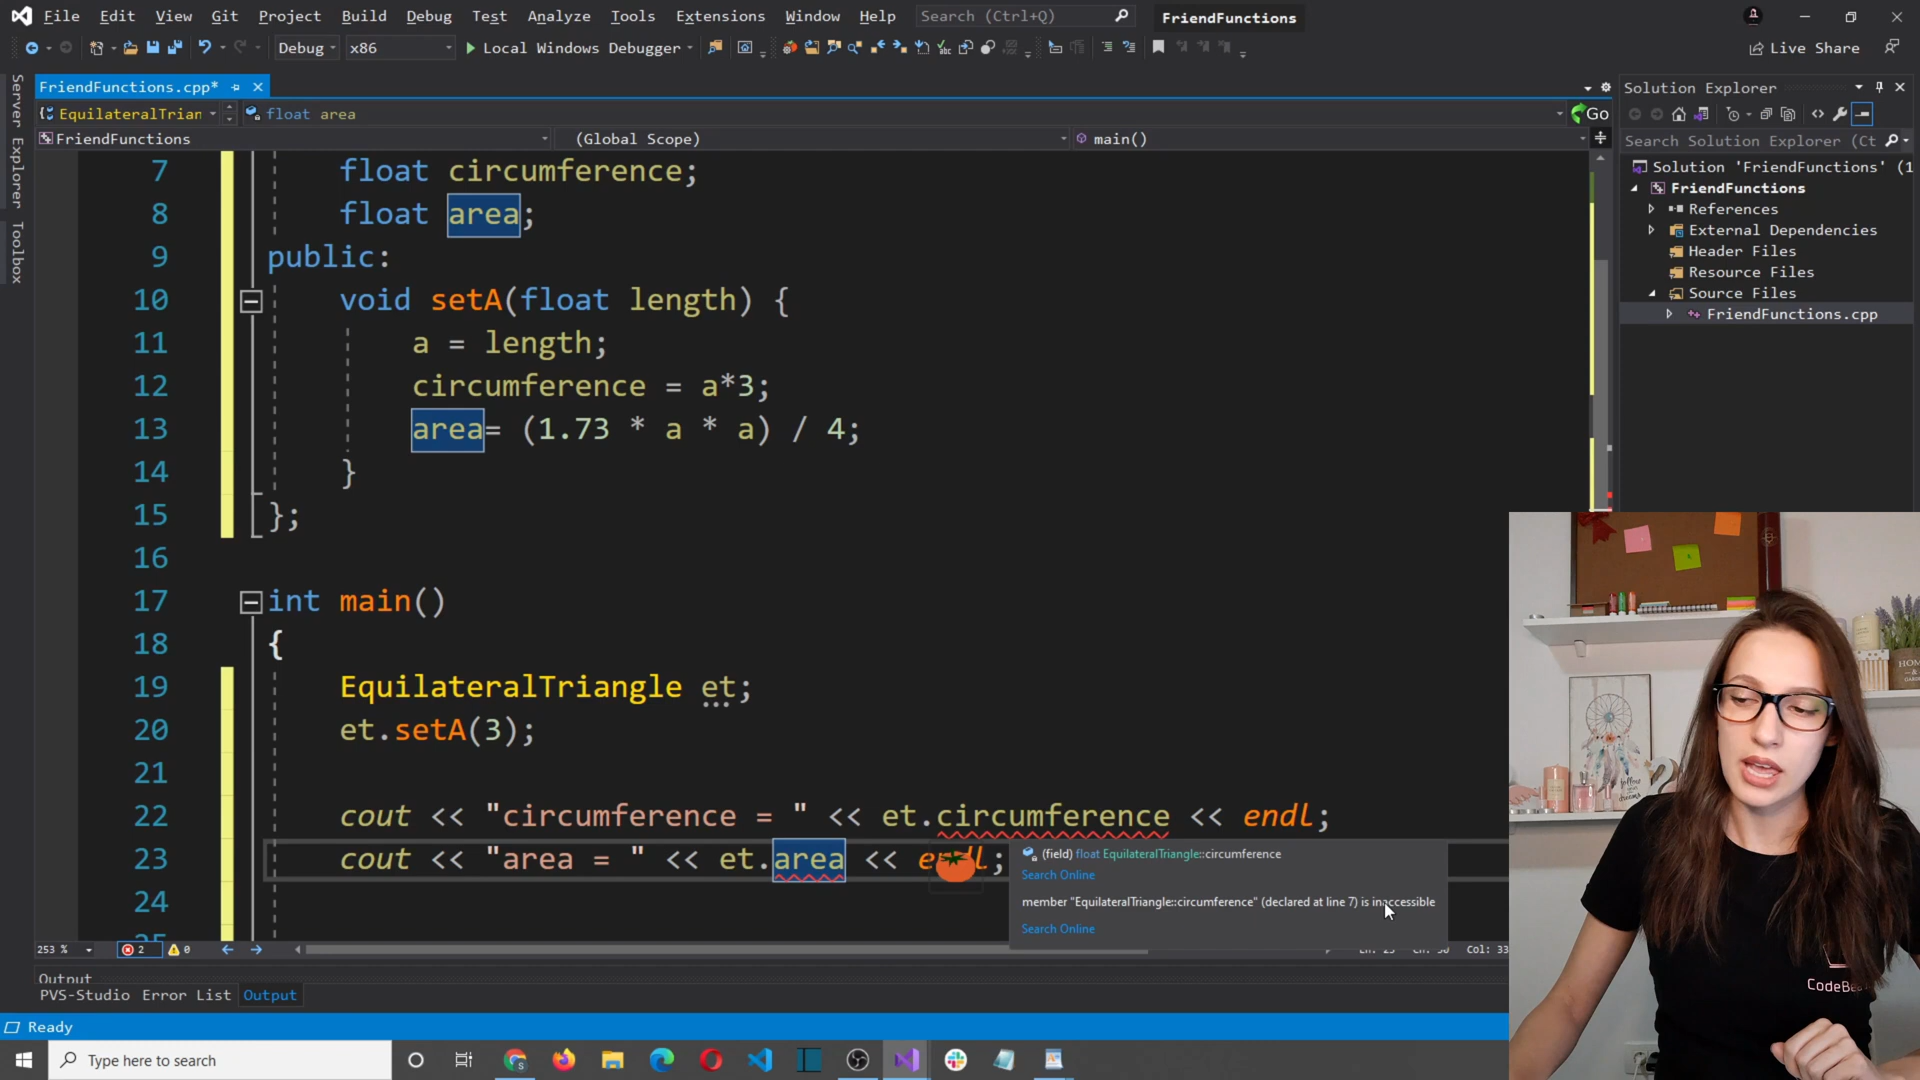 File Edit View Git Project Build Debug Test Analyze Tools Extensions Window Help Search (Ctrl+Q) FriendFunctions
Debug x86 Local Windows Debugger Live Share
Server Explorer
Toolbox
FriendFunctions.cpp*
EquilateralTrian float area Go
FriendFunctions (Global Scope) main()
7 float circumference;
8 float area;
9 public:
10 void setA(float length) {
11 a = length;
12 circumference = a*3;
13 area= (1.73 * a * a) / 4;
14 }
15 };
16
17 int main()
18 {
19 EquilateralTriangle et;
20 et.setA(3);
21
22 cout << "circumference = " << et.circumference << endl;
23 cout << "area = " << et.area << endl;
24
(field) float EquilateralTriangle::circumference
Search Online
member "EquilateralTriangle::circumference" (declared at line 7) is inaccessible
Search Online
253 % 2 0
Output
PVS-Studio Error List Output
Ready
Type here to search
Solution Explorer
Search Solution Explorer (Ct
Solution 'FriendFunctions' (1
FriendFunctions
References
External Dependencies
Header Files
Resource Files
Source Files
FriendFunctions.cpp